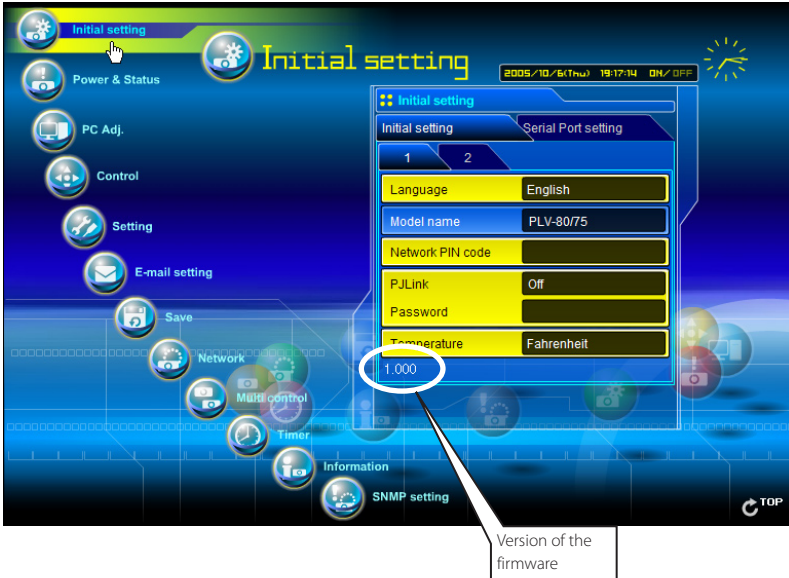 Initial setting
Initial setting
2005/10/6(Thu) 19:17:14 ON/OFF
Power & Status
PC Adj.
Control
Setting
E-mail setting
Save
Network
Multi control
Timer
Information
SNMP setting
Initial setting
Initial setting Serial Port setting
1 2
Language English
Model name PLV-80/75
Network PIN code
PJLink Off
Password
Temperature Fahrenheit
1.000
TOP
Version of the
firmware